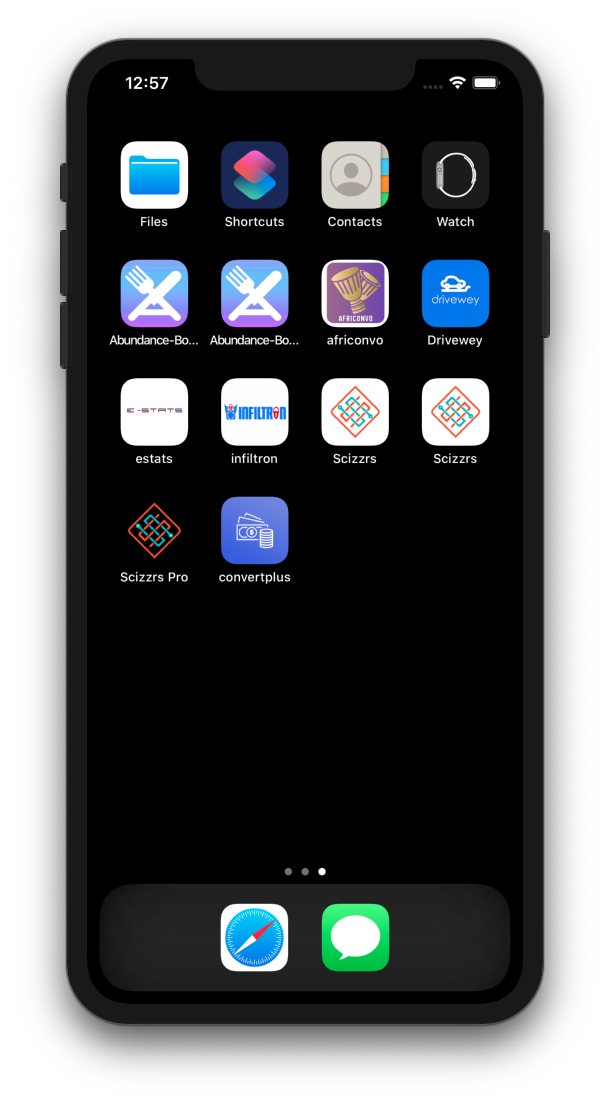 12:57
Files
Shortcuts
Contacts
Watch
Abundance-Bo...
Abundance-Bo...
AFRICONVO
africonvo
drivewey
Drivewey
E-STATS
estats
INFILTRON
infiltron
Scizzrs
Scizzrs
Scizzrs Pro
convertplus